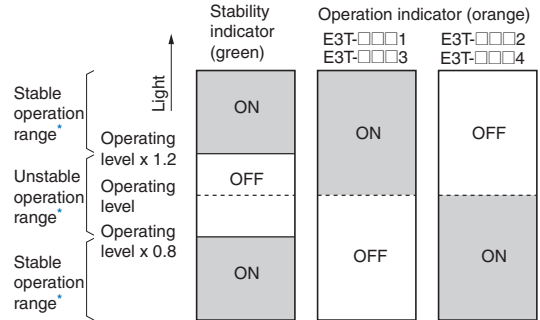 Stability
indicator
(green)
Operation indicator (orange)
E3T-□□□1
E3T-□□□3
E3T-□□□2
E3T-□□□4
Light
Stable
operation
range*
Operating
level x 1.2
Unstable
operation
range*
Operating
level
Operating
level x 0.8
Stable
operation
range*
ON
OFF
ON
ON
OFF
OFF
ON